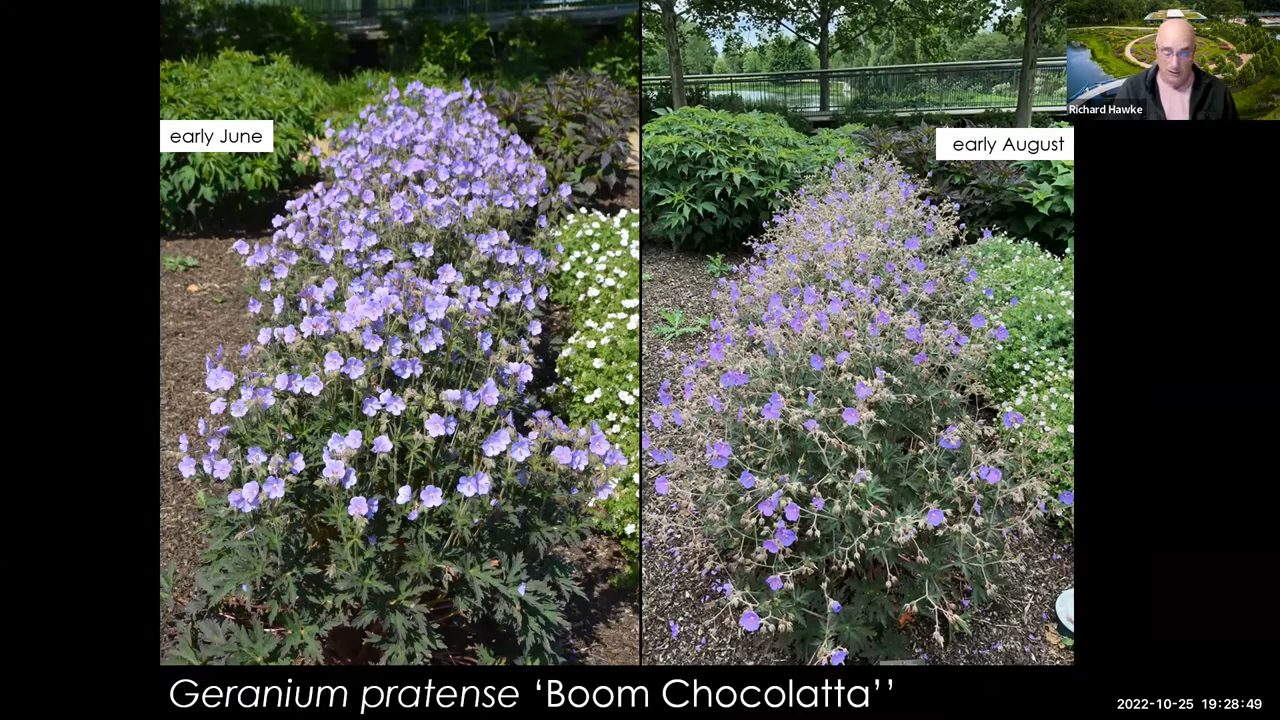 early June
early August
Richard Hawke
Geranium pratense ‘Boom Chocolatta’’
2022-10-25 19:28:49